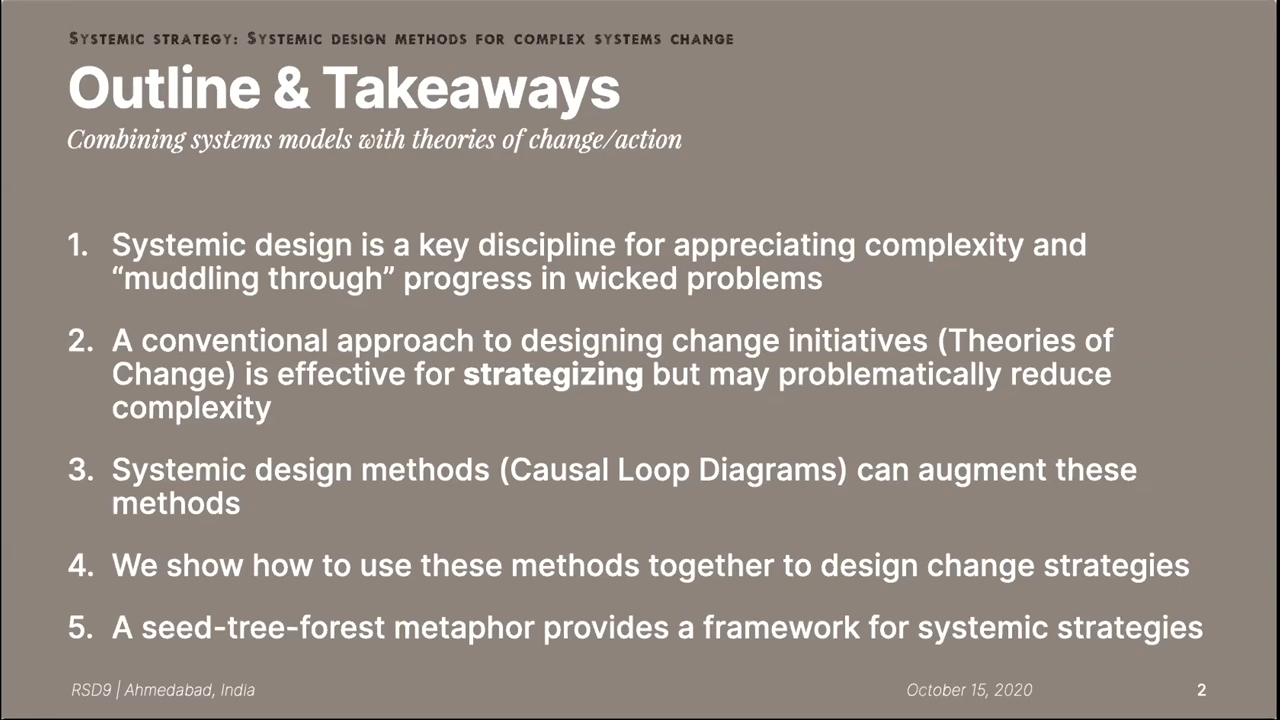 Systemic strategy: Systemic design methods for complex systems change
Outline & Takeaways
Combining systems models with theories of change/action
1. Systemic design is a key discipline for appreciating complexity and
“muddling through” progress in wicked problems
2. A conventional approach to designing change initiatives (Theories of
Change) is effective for strategizing but may problematically reduce
complexity
3. Systemic design methods (Causal Loop Diagrams) can augment these
methods
4. We show how to use these methods together to design change strategies
5. A seed-tree-forest metaphor provides a framework for systemic strategies
RSD9 | Ahmedabad, India October 15, 2020 2